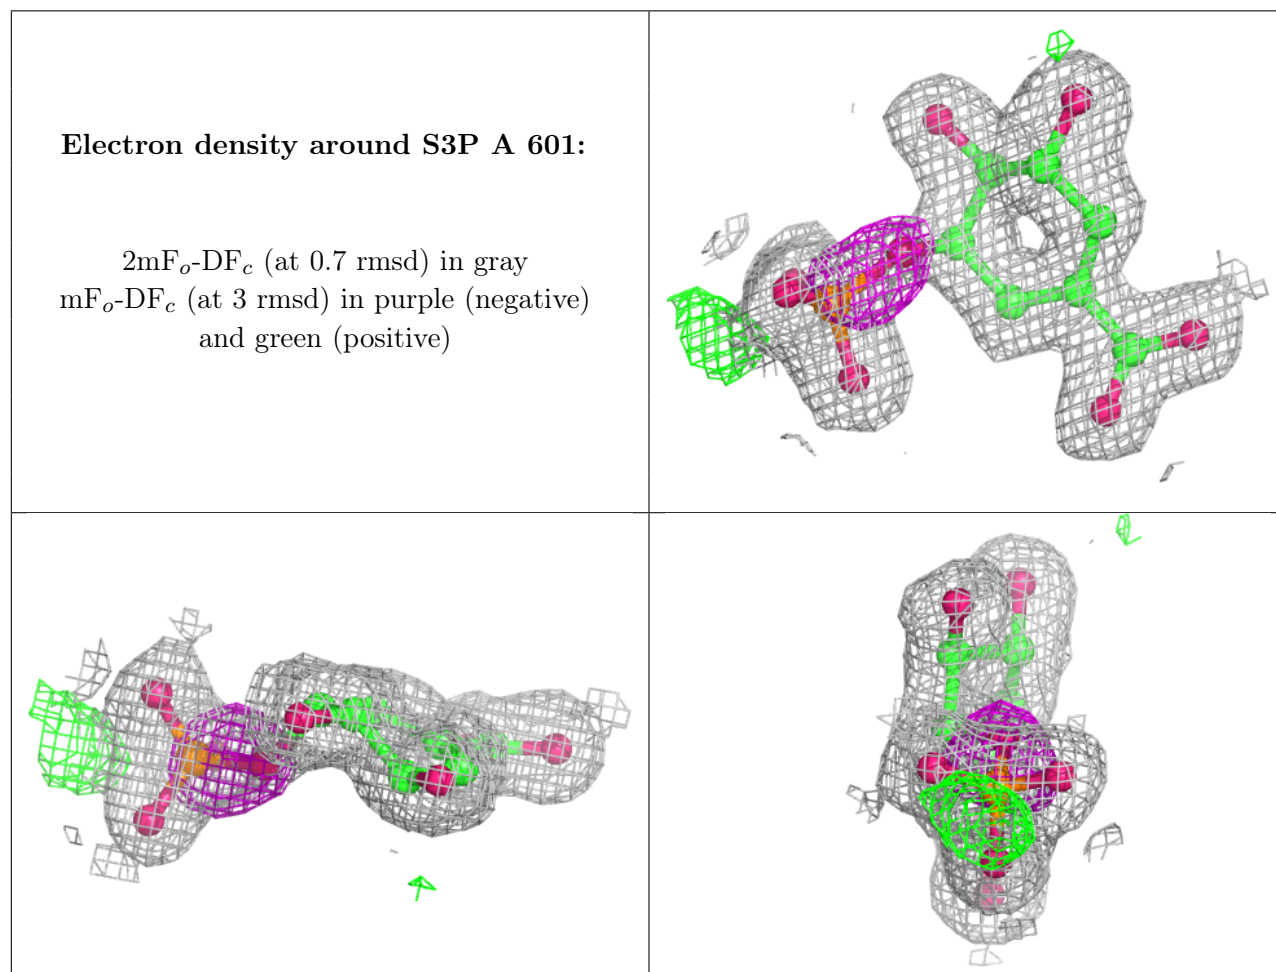 Electron density around S3P A 601:
2mFₒ-DF𝒸 (at 0.7 rmsd) in gray
mFₒ-DF𝒸 (at 3 rmsd) in purple (negative)
and green (positive)